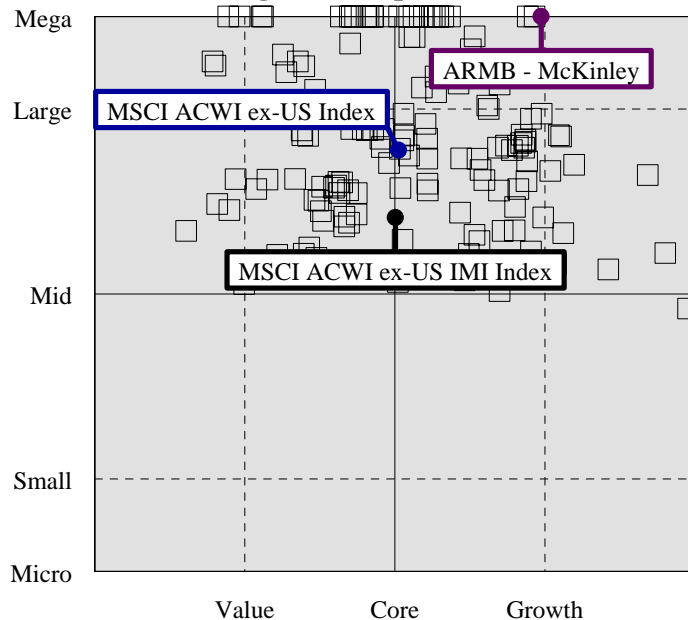 Mega
ARMB - McKinley
Large
MSCI ACWI ex-US Index
MSCI ACWI ex-US IMI Index
Mid
Small
Micro
Value
Core
Growth